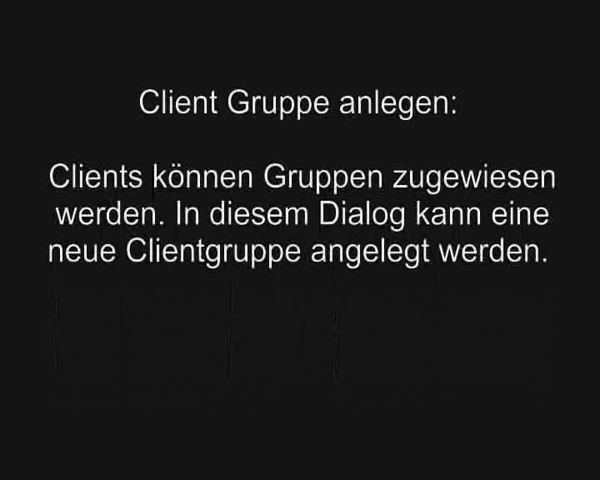 Client Gruppe anlegen:
Clients können Gruppen zugewiesen
werden. In diesem Dialog kann eine
neue Clientgruppe angelegt werden.